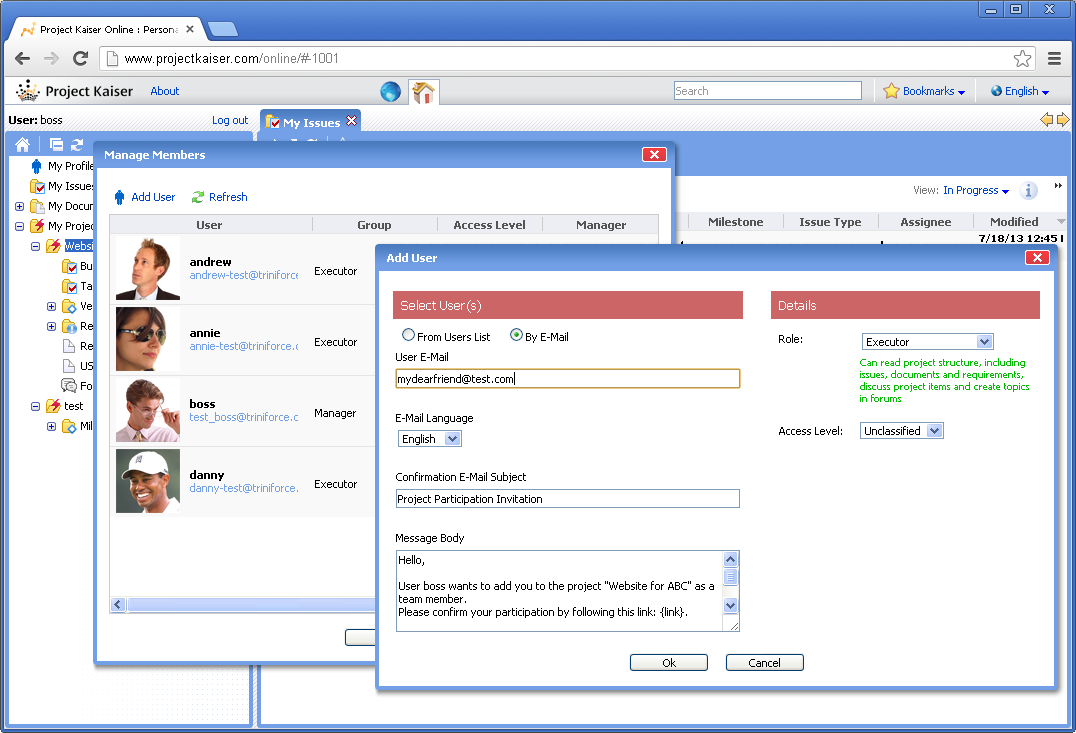 Project Kaiser Online : Persona
www.projectkaiser.com/online/#-1001
Project Kaiser
About
Search
Bookmarks
English
User: boss
Log out
My Issues
My Profile
My Issues
My Docum
My Projec
Websi
Bu
Ta
Ve
Re
Re
US
Fo
test
Mil
View: In Progress
Milestone
Issue Type
Assignee
Modified
7/18/13 12:45
Manage Members
Add User
Refresh
User
Group
Access Level
Manager
andrew
andrew-test@triniforce
Executor
annie
annie-test@triniforce.c
Executor
boss
test_boss@triniforce.c
Manager
danny
danny-test@triniforce.
Executor
Add User
Select User(s)
From Users List
By E-Mail
User E-Mail
mydearfriend@test.com
E-Mail Language
English
Confirmation E-Mail Subject
Project Participation Invitation
Message Body
Hello,
User boss wants to add you to the project "Website for ABC" as a
team member.
Please confirm your participation by following this link: {link}.
Details
Role:
Executor
Can read project structure, including
issues, documents and requirements,
discuss project items and create topics
in forums
Access Level:
Unclassified
Ok
Cancel